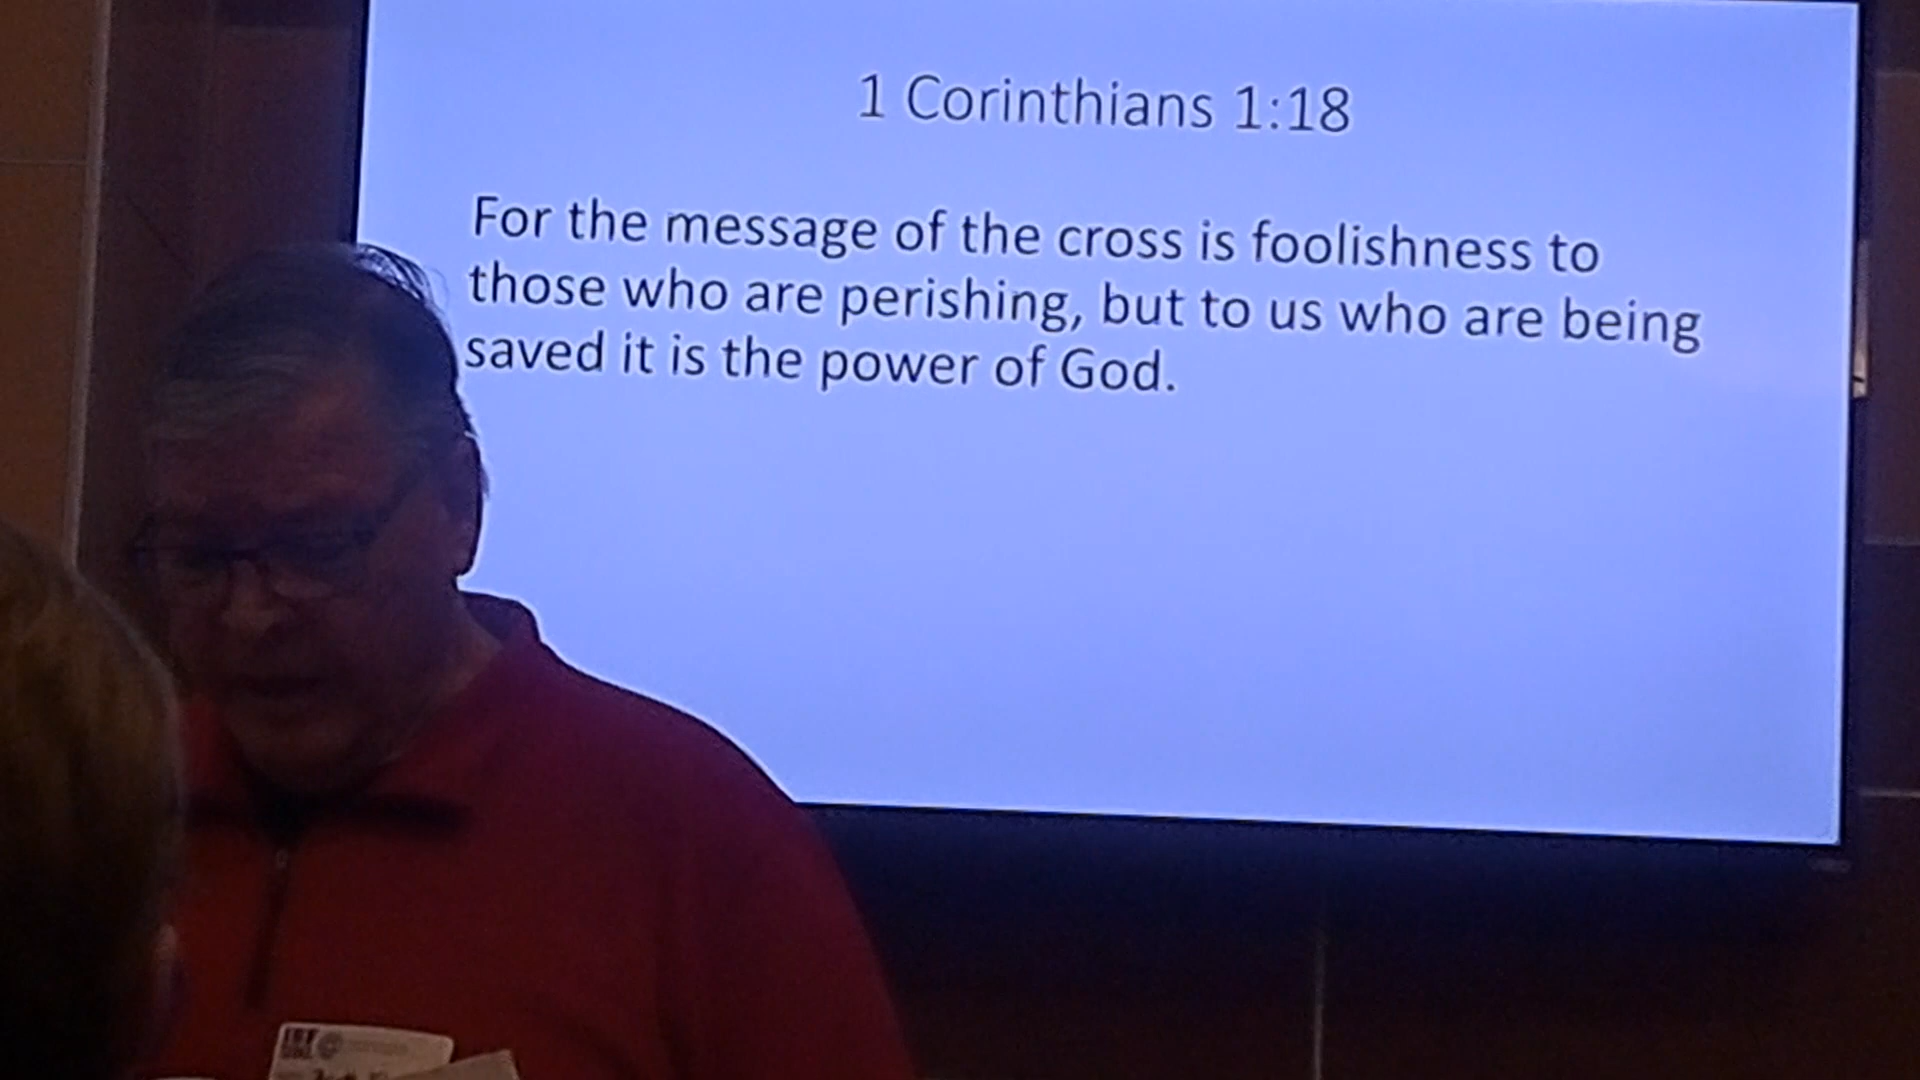 1 Corinthians 1:18
For the message of the cross is foolishness to
those who are perishing, but to us who are being
saved it is the power of God.